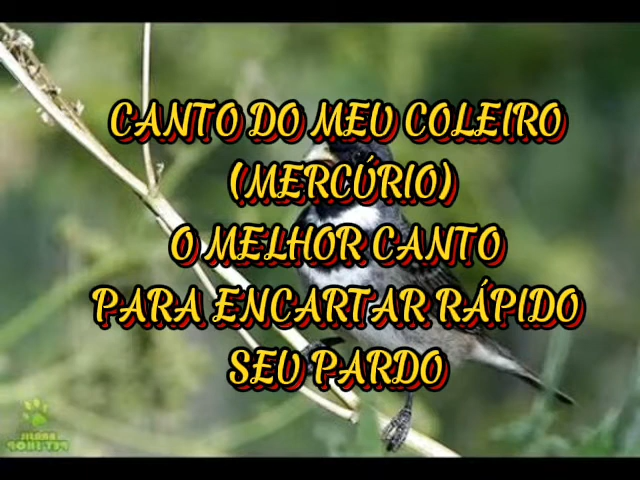 CANTO DO MEU COLEIRO
(MERCÚRIO)
O MELHOR CANTO
PARA ENCARTAR RÁPIDO
SEU PARDO